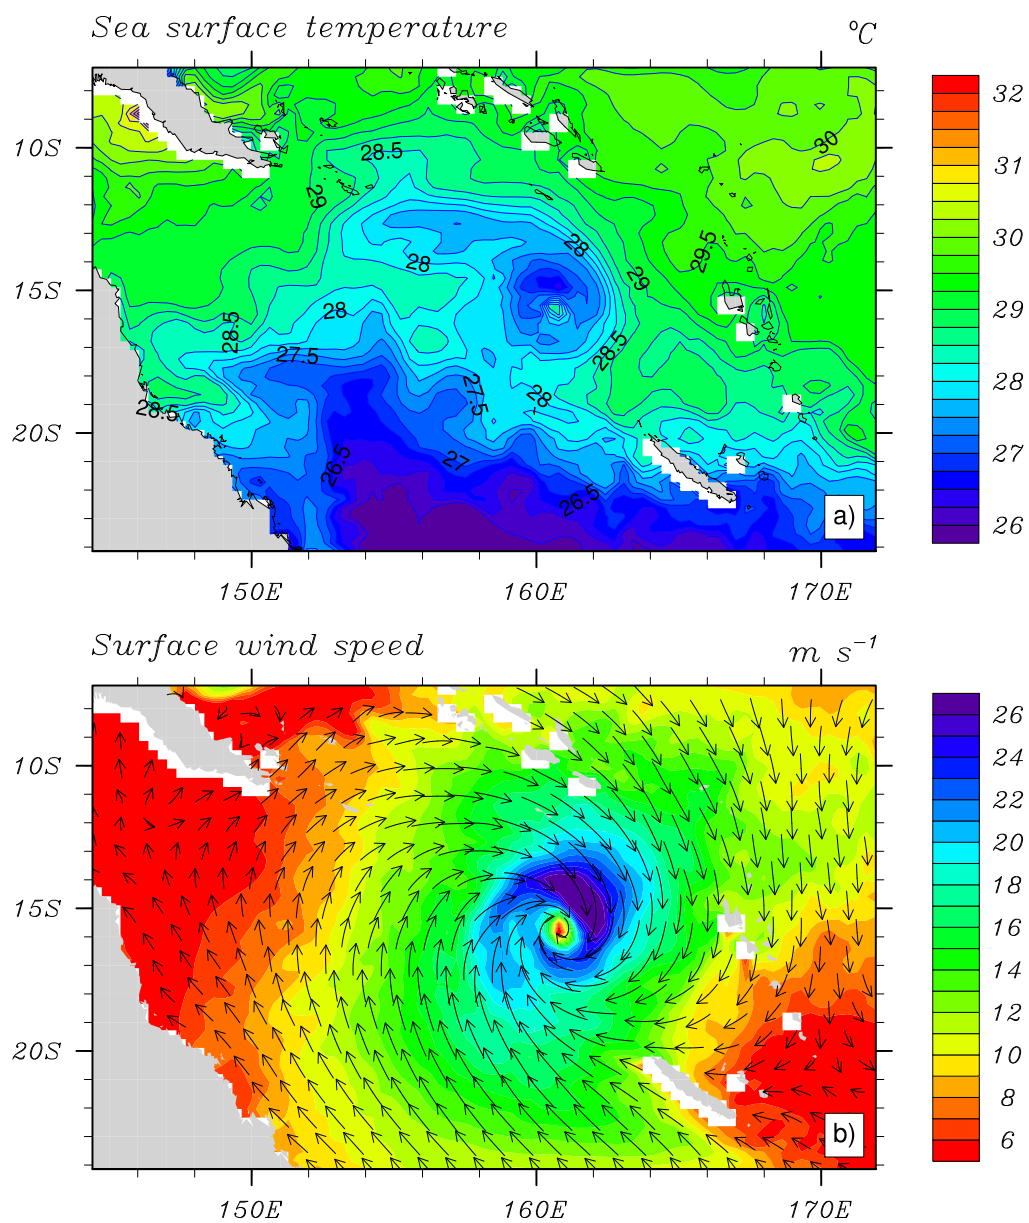 Sea surface temperature
°C
10S
15S
20S
150E
160E
170E
28.5
30
29
28
29.5
28
29
28
28.5
28.5
27.5
28.5
27.5
28
27
26.5
26.5
a)
32
31
30
29
28
27
26
Surface wind speed
m s⁻¹
10S
15S
20S
150E
160E
170E
b)
26
24
22
20
18
16
14
12
10
8
6